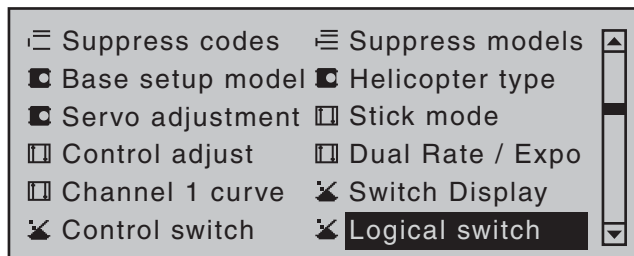 Suppress codes Suppress models
Base setup model Helicopter type
Servo adjustment Stick mode
Control adjust Dual Rate / Expo
Channel 1 curve Switch Display
Control switch Logical switch